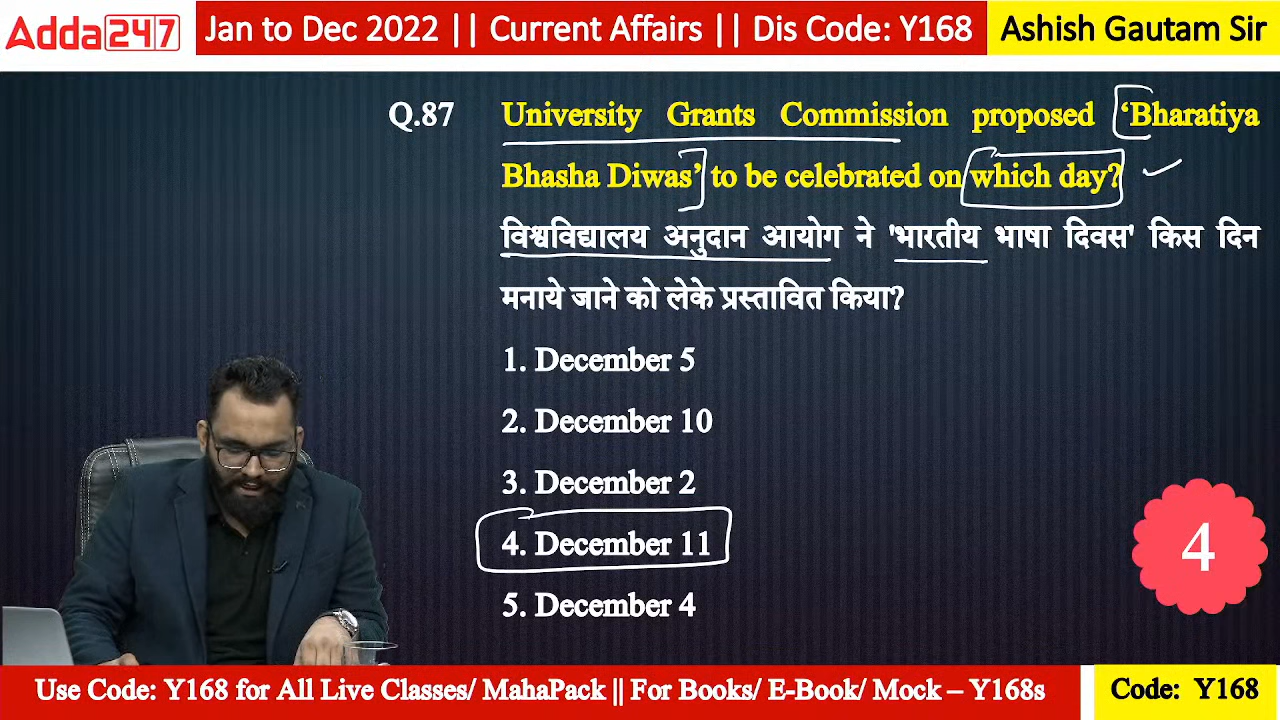 Adda247 Jan to Dec 2022 || Current Affairs || Dis Code: Y168 Ashish Gautam Sir
Q.87 University Grants Commission proposed ‘Bharatiya
Bhasha Diwas’ to be celebrated on which day?
विश्वविद्यालय अनुदान आयोग ने 'भारतीय भाषा दिवस' किस दिन
मनाये जाने को लेके प्रस्तावित किया?
1. December 5
2. December 10
3. December 2
4. December 11
5. December 4
4
Use Code: Y168 for All Live Classes/ MahaPack || For Books/ E-Book/ Mock – Y168s Code: Y168